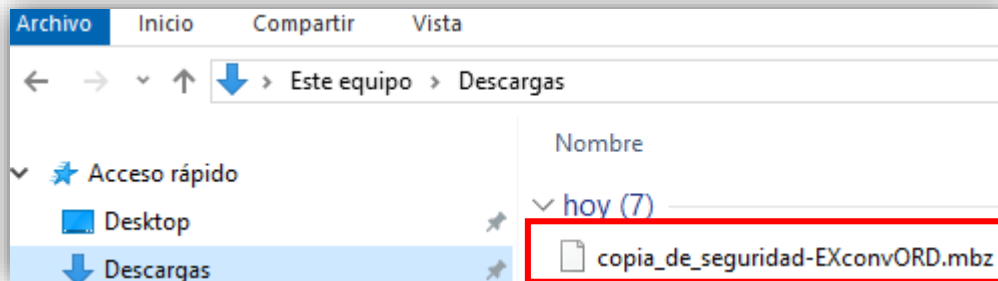 Archivo Inicio Compartir Vista
Este equipo > Descargas
Nombre
Acceso rápido
hoy (7)
Desktop
copia_de_seguridad-EXconvORD.mbz
Descargas